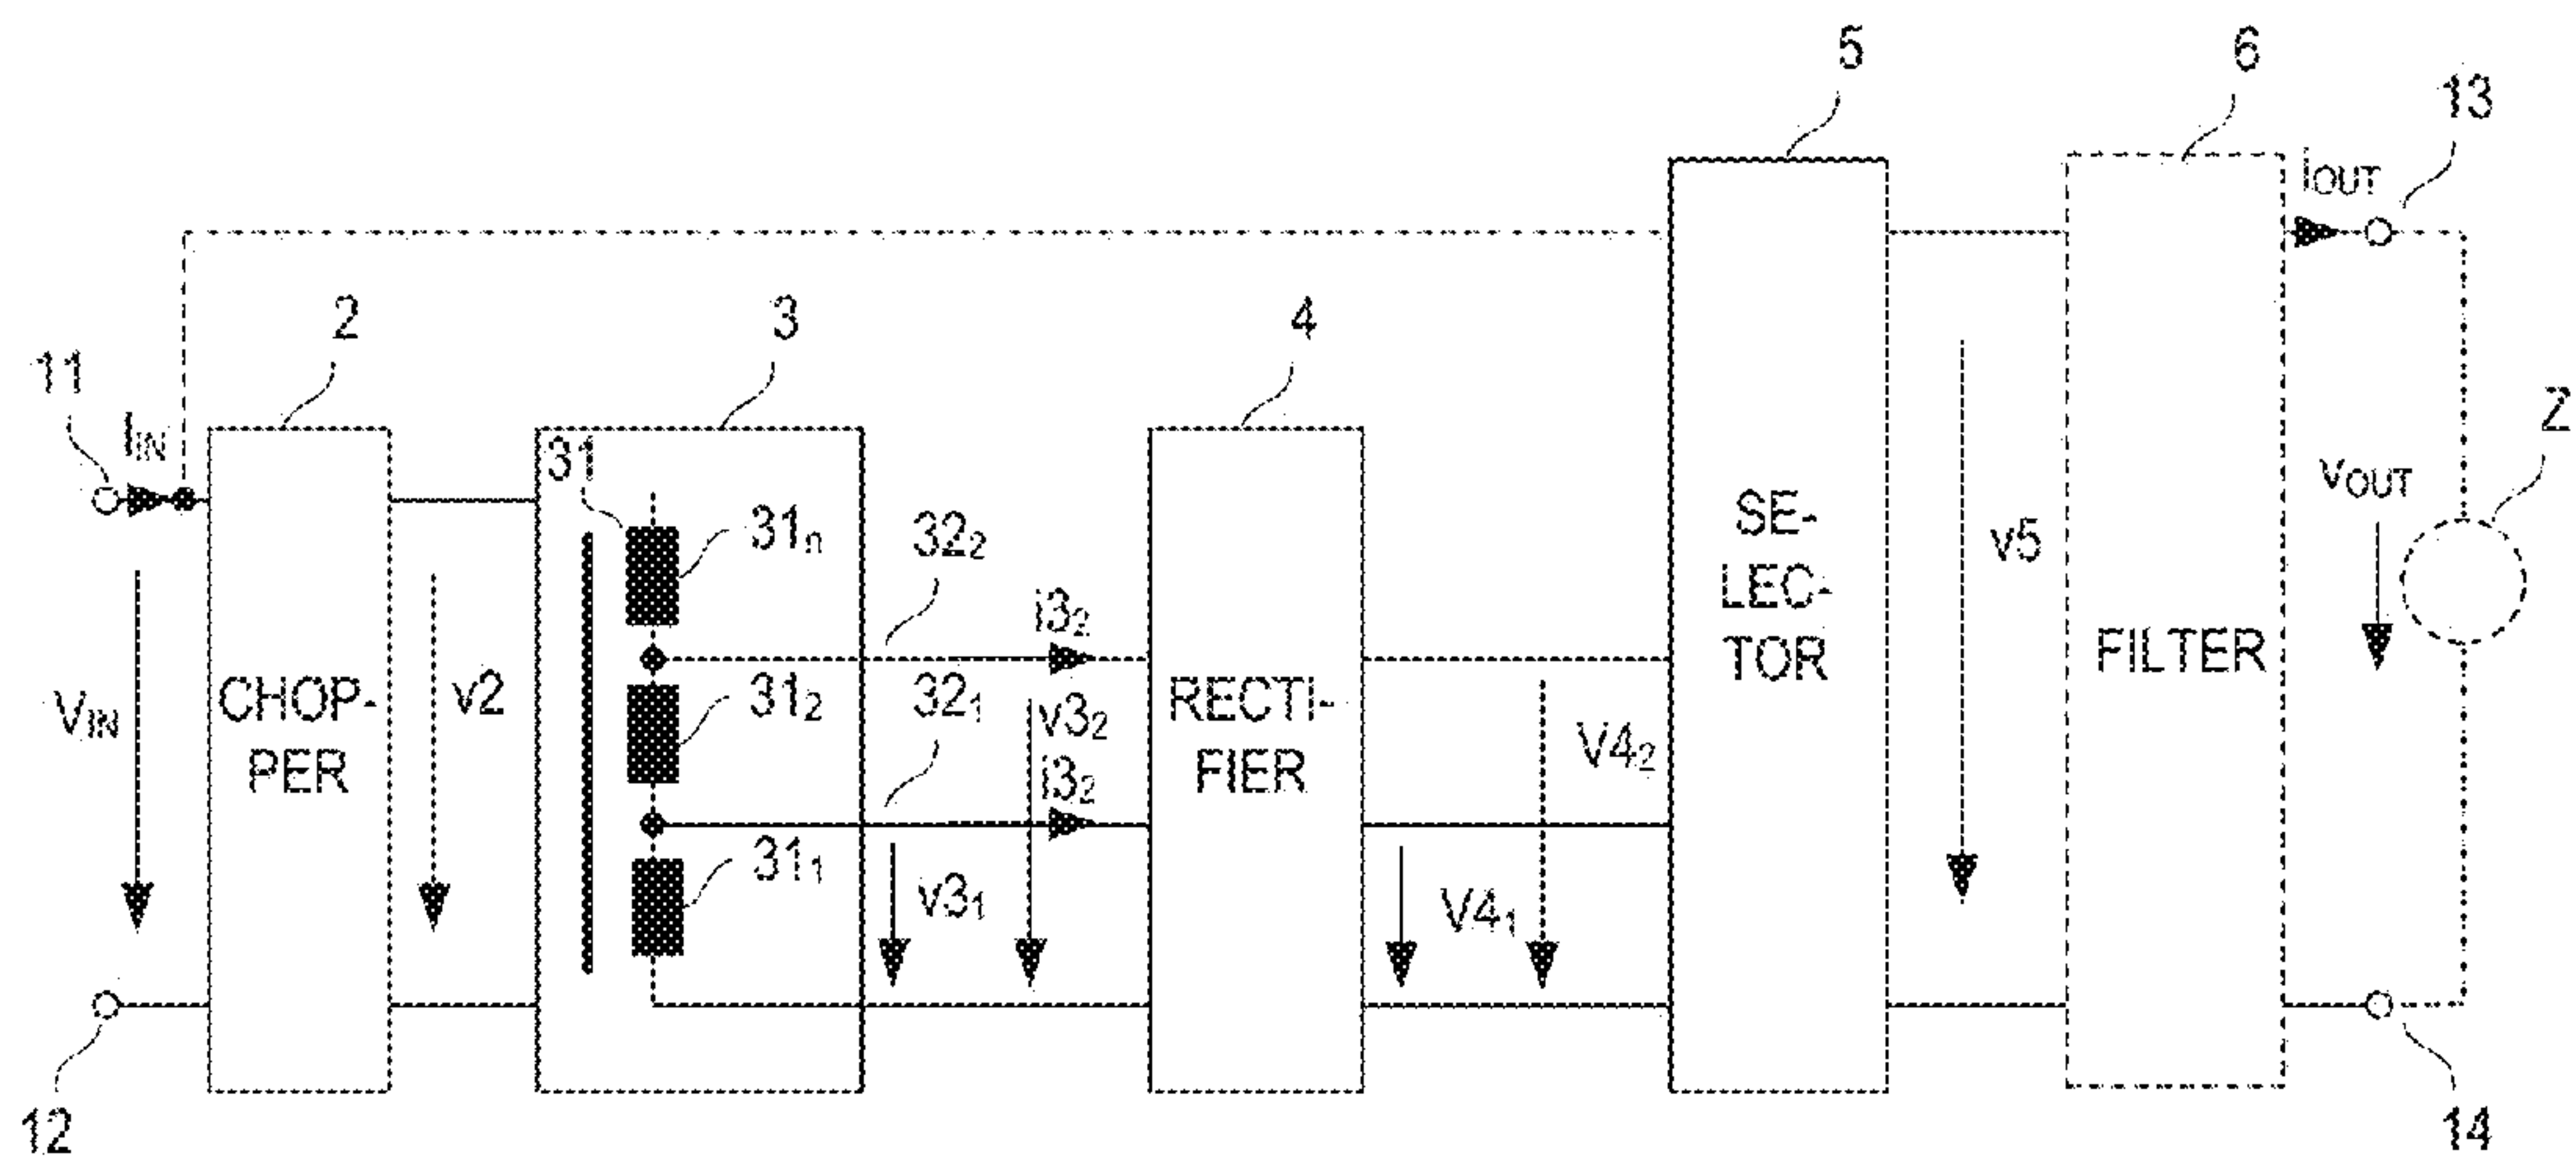 5
6
13
iOUT
2
3
4
11
IIN
Z
31
31n
32₂
i3₂
vOUT
SE-
LEC-
TOR
v5
FILTER
VIN
CHOP-
PER
v2
31₂
32₁
v3₂
i3₂
RECTI-
FIER
V4₂
31₁
v3₁
V4₁
12
14